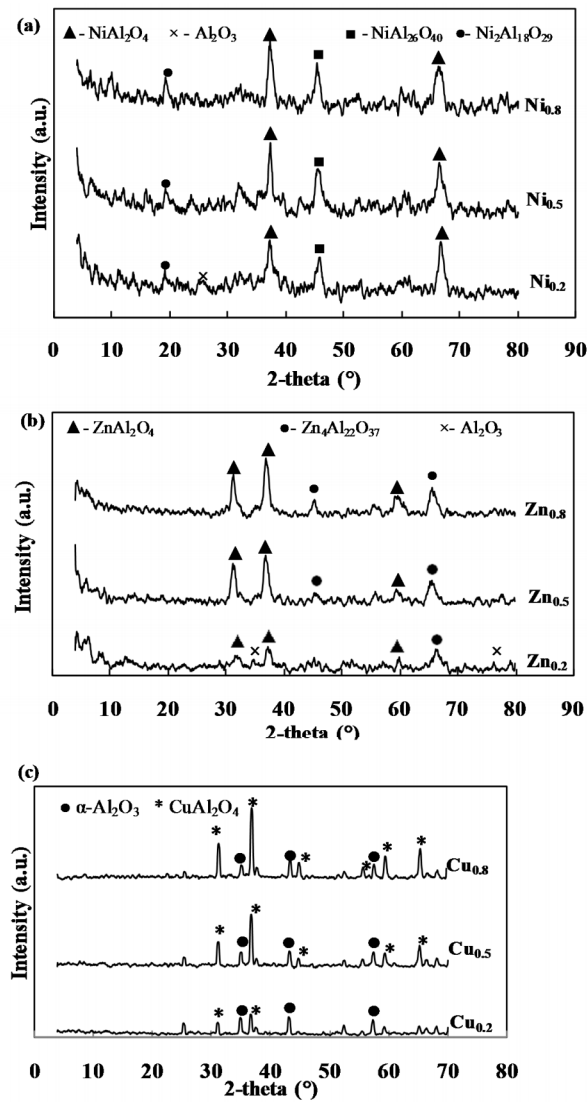 (a)
▲- NiAl₂O₄ ×- Al₂O₃ ■- NiAl₂₆O₄₀ ●- Ni₂Al₁₈O₂₉
Intensity (a.u.)
Ni₀.₈
Ni₀.₅
Ni₀.₂
0 10 20 30 40 50 60 70 80 90
2-theta (°)
(b)
▲- ZnAl₂O₄ ●- Zn₄Al₂₂O₃₇ ×- Al₂O₃
Intensity (a.u.)
Zn₀.₈
Zn₀.₅
Zn₀.₂
0 10 20 30 40 50 60 70 80 90
2-theta (°)
(c)
● α-Al₂O₃ * CuAl₂O₄
Intensity (a.u.)
Cu₀.₈
Cu₀.₅
Cu₀.₂
0 10 20 30 40 50 60 70 80
2-theta (°)